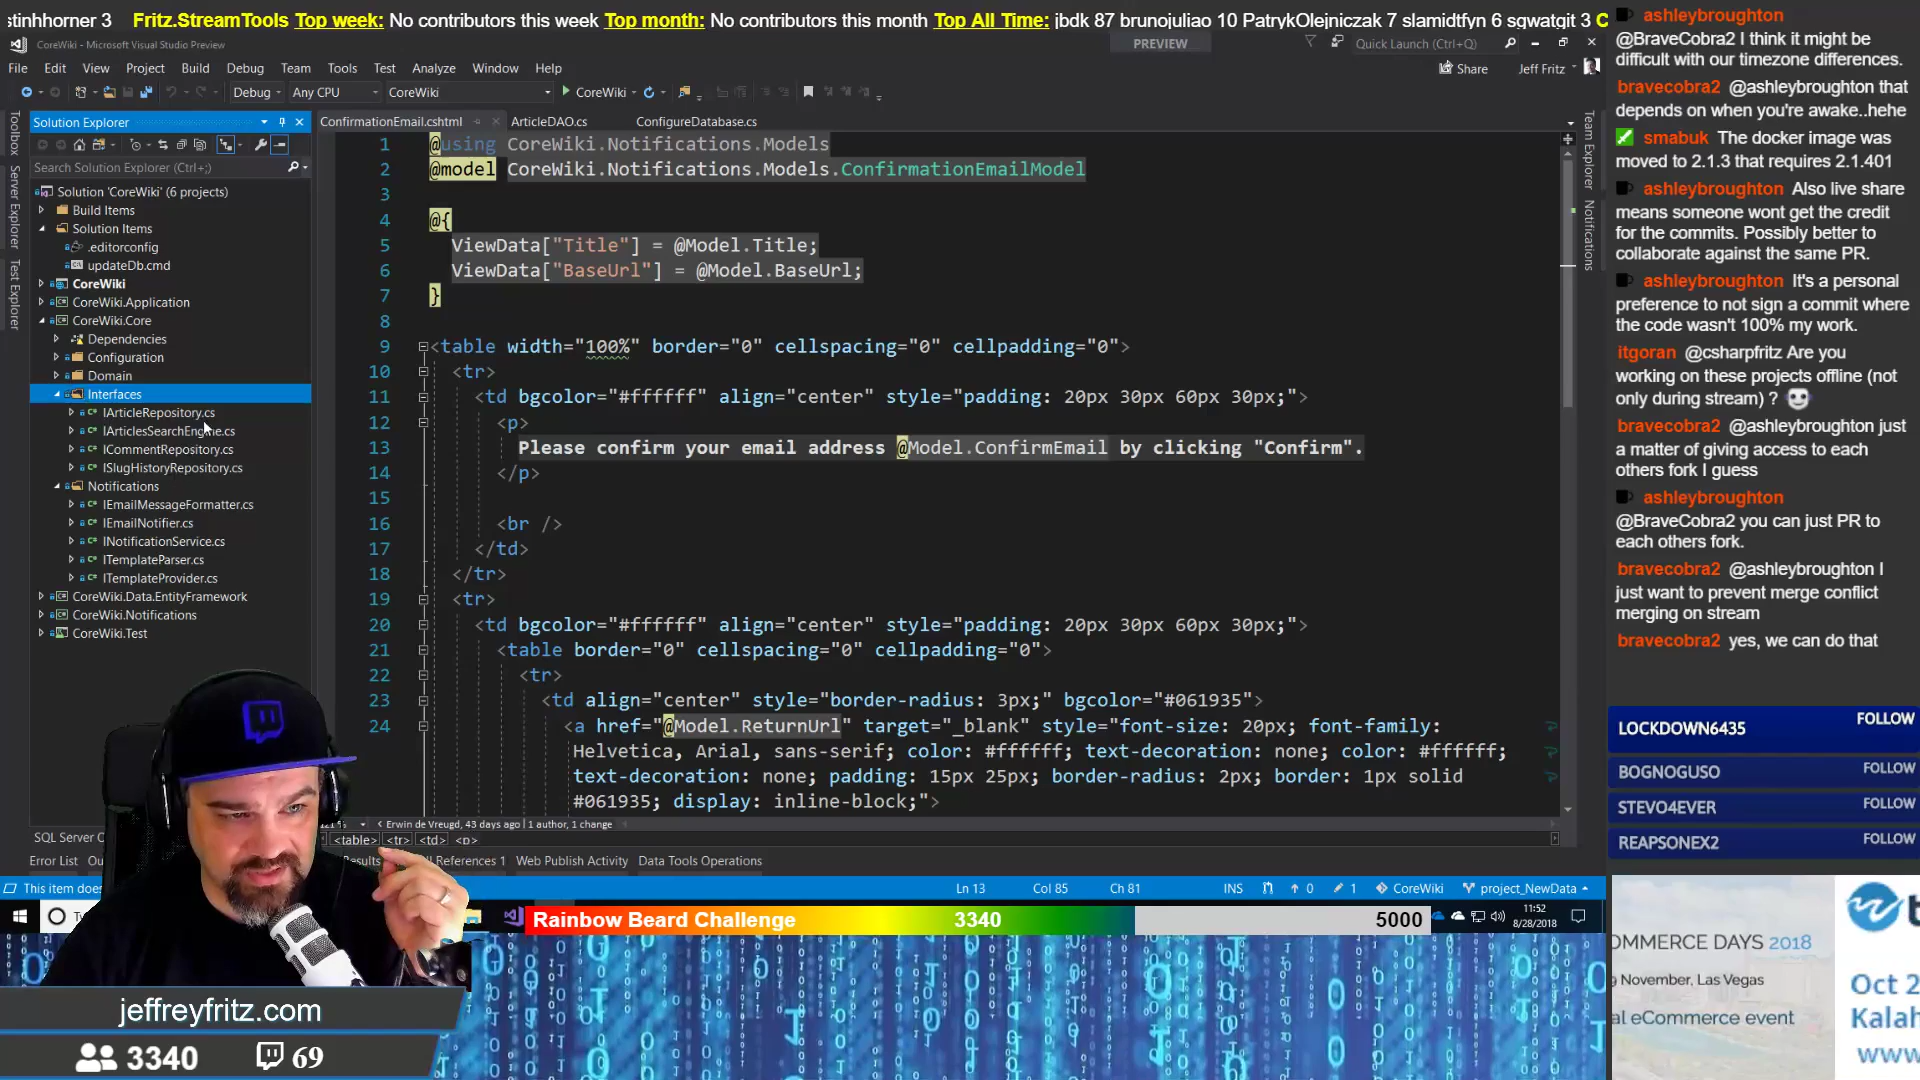 stinhhorner 3 Fritz.StreamTools Top week: No contributors this week Top month: No contributors this month Top All Time: jbdk 87 brunojuliao 10 PatrykOlejniczak 7 slamidtfyn 6 sqwatgit 3 C
CoreWiki - Microsoft Visual Studio Preview
PREVIEW
Quick Launch (Ctrl+Q)
File Edit View Project Build Debug Team Tools Test Analyze Window Help
Share Jeff Fritz
Debug Any CPU CoreWiki CoreWiki
Toolbox
Server Explorer
Test Explorer
Solution Explorer
Search Solution Explorer (Ctrl+;)
Solution 'CoreWiki' (6 projects)
Build Items
Solution Items
.editorconfig
updateDb.cmd
CoreWiki
CoreWiki.Application
CoreWiki.Core
Dependencies
Configuration
Domain
Interfaces
IArticleRepository.cs
IArticlesSearchEngine.cs
ICommentRepository.cs
ISlugHistoryRepository.cs
Notifications
IEmailMessageFormatter.cs
IEmailNotifier.cs
INotificationService.cs
ITemplateParser.cs
ITemplateProvider.cs
CoreWiki.Data.EntityFramework
CoreWiki.Notifications
CoreWiki.Test
ConfirmationEmail.cshtml ArticleDAO.cs ConfigureDatabase.cs
1 @using CoreWiki.Notifications.Models
2 @model CoreWiki.Notifications.Models.ConfirmationEmailModel
3
4 @{
5 ViewData["Title"] = @Model.Title;
6 ViewData["BaseUrl"] = @Model.BaseUrl;
7 }
8
9 <table width="100%" border="0" cellspacing="0" cellpadding="0">
10 <tr>
11 <td bgcolor="#ffffff" align="center" style="padding: 20px 30px 60px 30px;">
12 <p>
13 Please confirm your email address @Model.ConfirmEmail by clicking "Confirm".
14 </p>
15
16 <br />
17 </td>
18 </tr>
19 <tr>
20 <td bgcolor="#ffffff" align="center" style="padding: 20px 30px 60px 30px;">
21 <table border="0" cellspacing="0" cellpadding="0">
22 <tr>
23 <td align="center" style="border-radius: 3px;" bgcolor="#061935">
24 <a href="@Model.ReturnUrl" target="_blank" style="font-size: 20px; font-family:
Helvetica, Arial, sans-serif; color: #ffffff; text-decoration: none; color: #ffffff;
text-decoration: none; padding: 15px 25px; border-radius: 2px; border: 1px solid
#061935; display: inline-block;">
Erwin de Vreugd, 43 days ago | 1 author, 1 change
<table> <tr> <td> <p>
SQL Server
Error List References 1 Web Publish Activity Data Tools Operations
This item does
Ln 13 Col 85 Ch 81 INS 0 1 CoreWiki project_NewData
Team Explorer
Notifications
11:52
8/28/2018
Rainbow Beard Challenge 3340 5000
jeffreyfritz.com
3340 69
ashleybroughton
@BraveCobra2 I think it might be
difficult with our timezone differences.
bravecobra2 @ashleybroughton that
depends on when you're awake..hehe
smabuk The docker image was
moved to 2.1.3 that requires 2.1.401
ashleybroughton Also live share
means someone wont get the credit
for the commits. Possibly better to
collaborate against the same PR.
ashleybroughton It's a personal
preference to not sign a commit where
the code wasn't 100% my work.
itgoran @csharpfritz Are you
working on these projects offline (not
only during stream) ?
bravecobra2 @ashleybroughton just
a matter of giving access to each
others fork I guess
ashleybroughton
@BraveCobra2 you can just PR to
each others fork.
bravecobra2 @ashleybroughton I
just want to prevent merge conflict
merging on stream
bravecobra2 yes, we can do that
LOCKDOWN6435 FOLLOW
BOGNOGUSO FOLLOW
STEVO4EVER FOLLOW
REAPSONEX2 FOLLOW
OMMERCE DAYS 2018
9 November, Las Vegas
al eCommerce event
Oct 2
Kalah
www